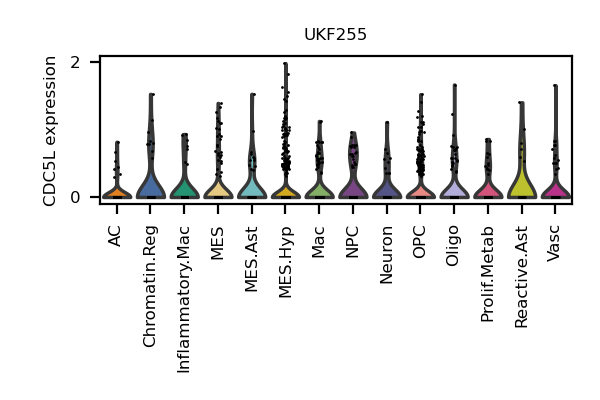 UKF255
CDC5L expression
2
0
AC
Chromatin.Reg
Inflammatory.Mac
MES
MES.Ast
MES.Hyp
Mac
NPC
Neuron
OPC
Oligo
Prolif.Metab
Reactive.Ast
Vasc